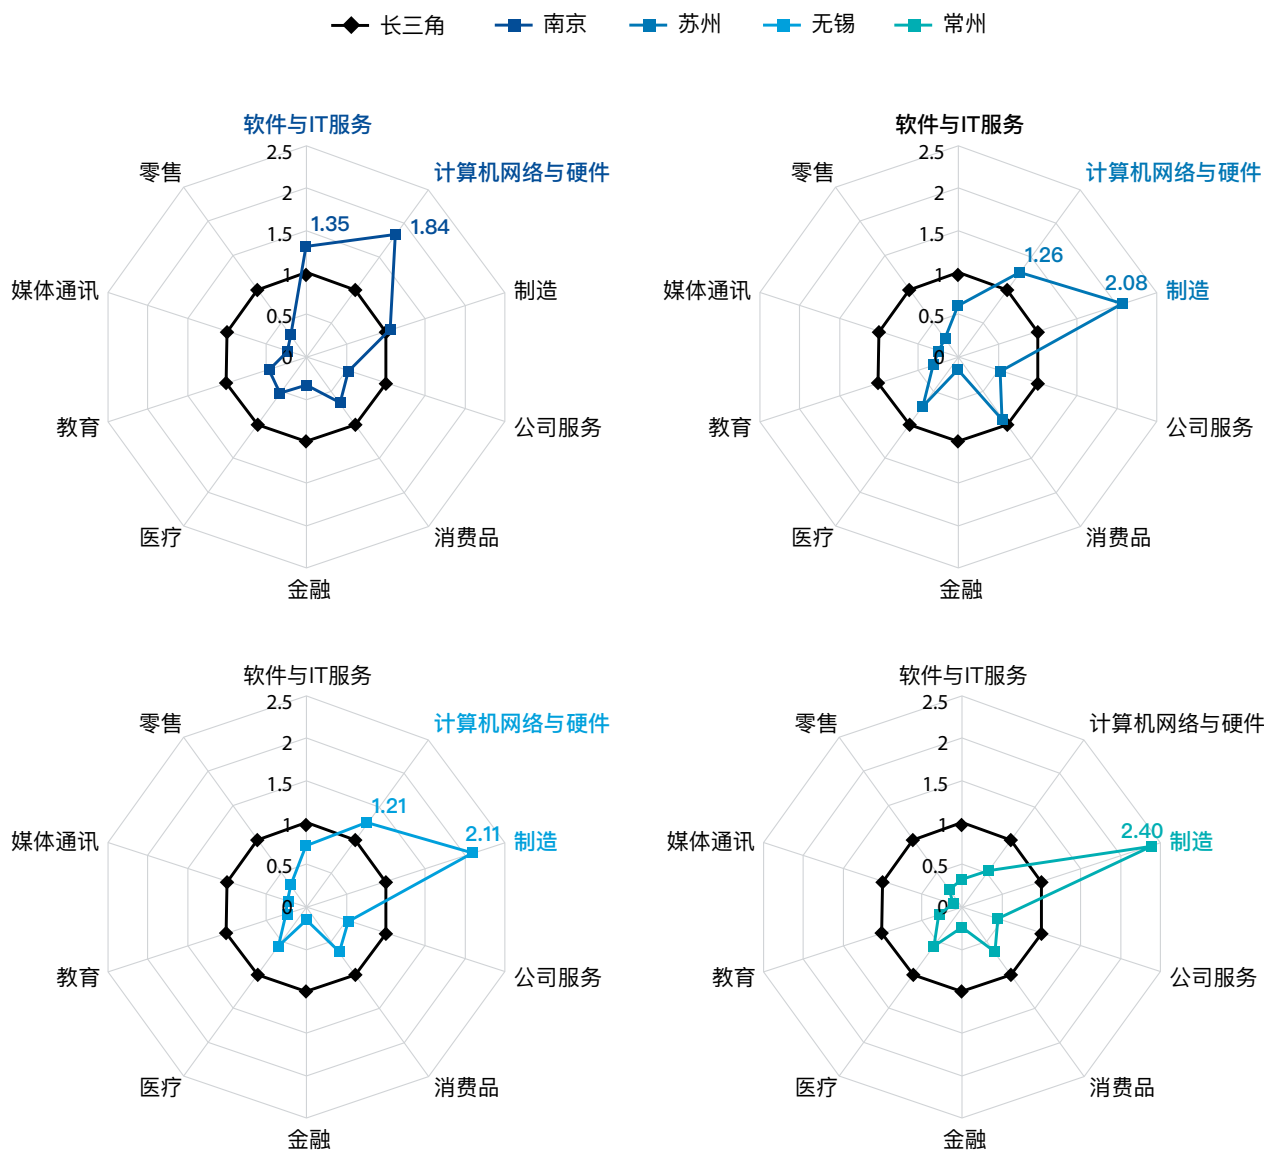 长三角 南京 苏州 无锡 常州
软件与IT服务
计算机网络与硬件
制造
公司服务
消费品
金融
医疗
教育
媒体通讯
零售
2.5
2
1.5
1
0.5
0
1.35
1.84
软件与IT服务
计算机网络与硬件
制造
公司服务
消费品
金融
医疗
教育
媒体通讯
零售
2.5
2
1.5
1
0.5
0
1.26
2.08
软件与IT服务
计算机网络与硬件
制造
公司服务
消费品
金融
医疗
教育
媒体通讯
零售
2.5
2
1.5
1
0.5
0
1.21
2.11
软件与IT服务
计算机网络与硬件
制造
公司服务
消费品
金融
医疗
教育
媒体通讯
零售
2.5
2
1.5
1
0.5
0
2.40